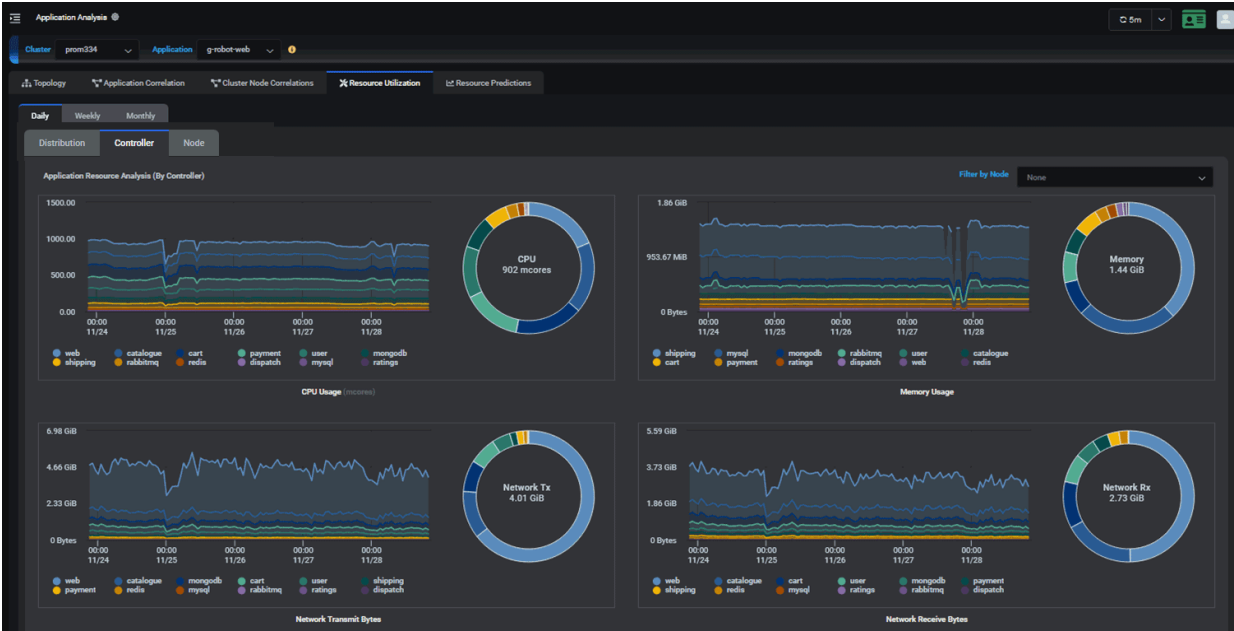 Application Analysis
5m
Cluster prom334 Application g-robot-web
Topology Application Correlation Cluster Node Correlations Resource Utilization Resource Predictions
Daily Weekly Monthly
Distribution Controller Node
Application Resource Analysis (By Controller)
Filter by Node None
1500.00
1000.00
500.00
0.00
00:00 00:00 00:00 00:00 00:00
11/24 11/25 11/26 11/27 11/28
CPU
902 mcores
web catalogue cart payment user mongodb
shipping rabbitmq redis dispatch mysql ratings
CPU Usage (mcores)
1.86 GiB
953.67 MiB
0 Bytes
00:00 00:00 00:00 00:00 00:00
11/24 11/25 11/26 11/27 11/28
Memory
1.44 GiB
shipping mysql mongodb rabbitmq user catalogue
cart payment ratings dispatch web redis
Memory Usage
6.98 GiB
4.66 GiB
2.33 GiB
0 Bytes
00:00 00:00 00:00 00:00 00:00
11/24 11/25 11/26 11/27 11/28
Network Tx
4.01 GiB
web catalogue mongodb cart user shipping
payment redis mysql rabbitmq ratings dispatch
Network Transmit Bytes
5.59 GiB
3.73 GiB
1.86 GiB
0 Bytes
00:00 00:00 00:00 00:00 00:00
11/24 11/25 11/26 11/27 11/28
Network Rx
2.73 GiB
web catalogue cart user mongodb payment
shipping redis mysql ratings rabbitmq dispatch
Network Receive Bytes